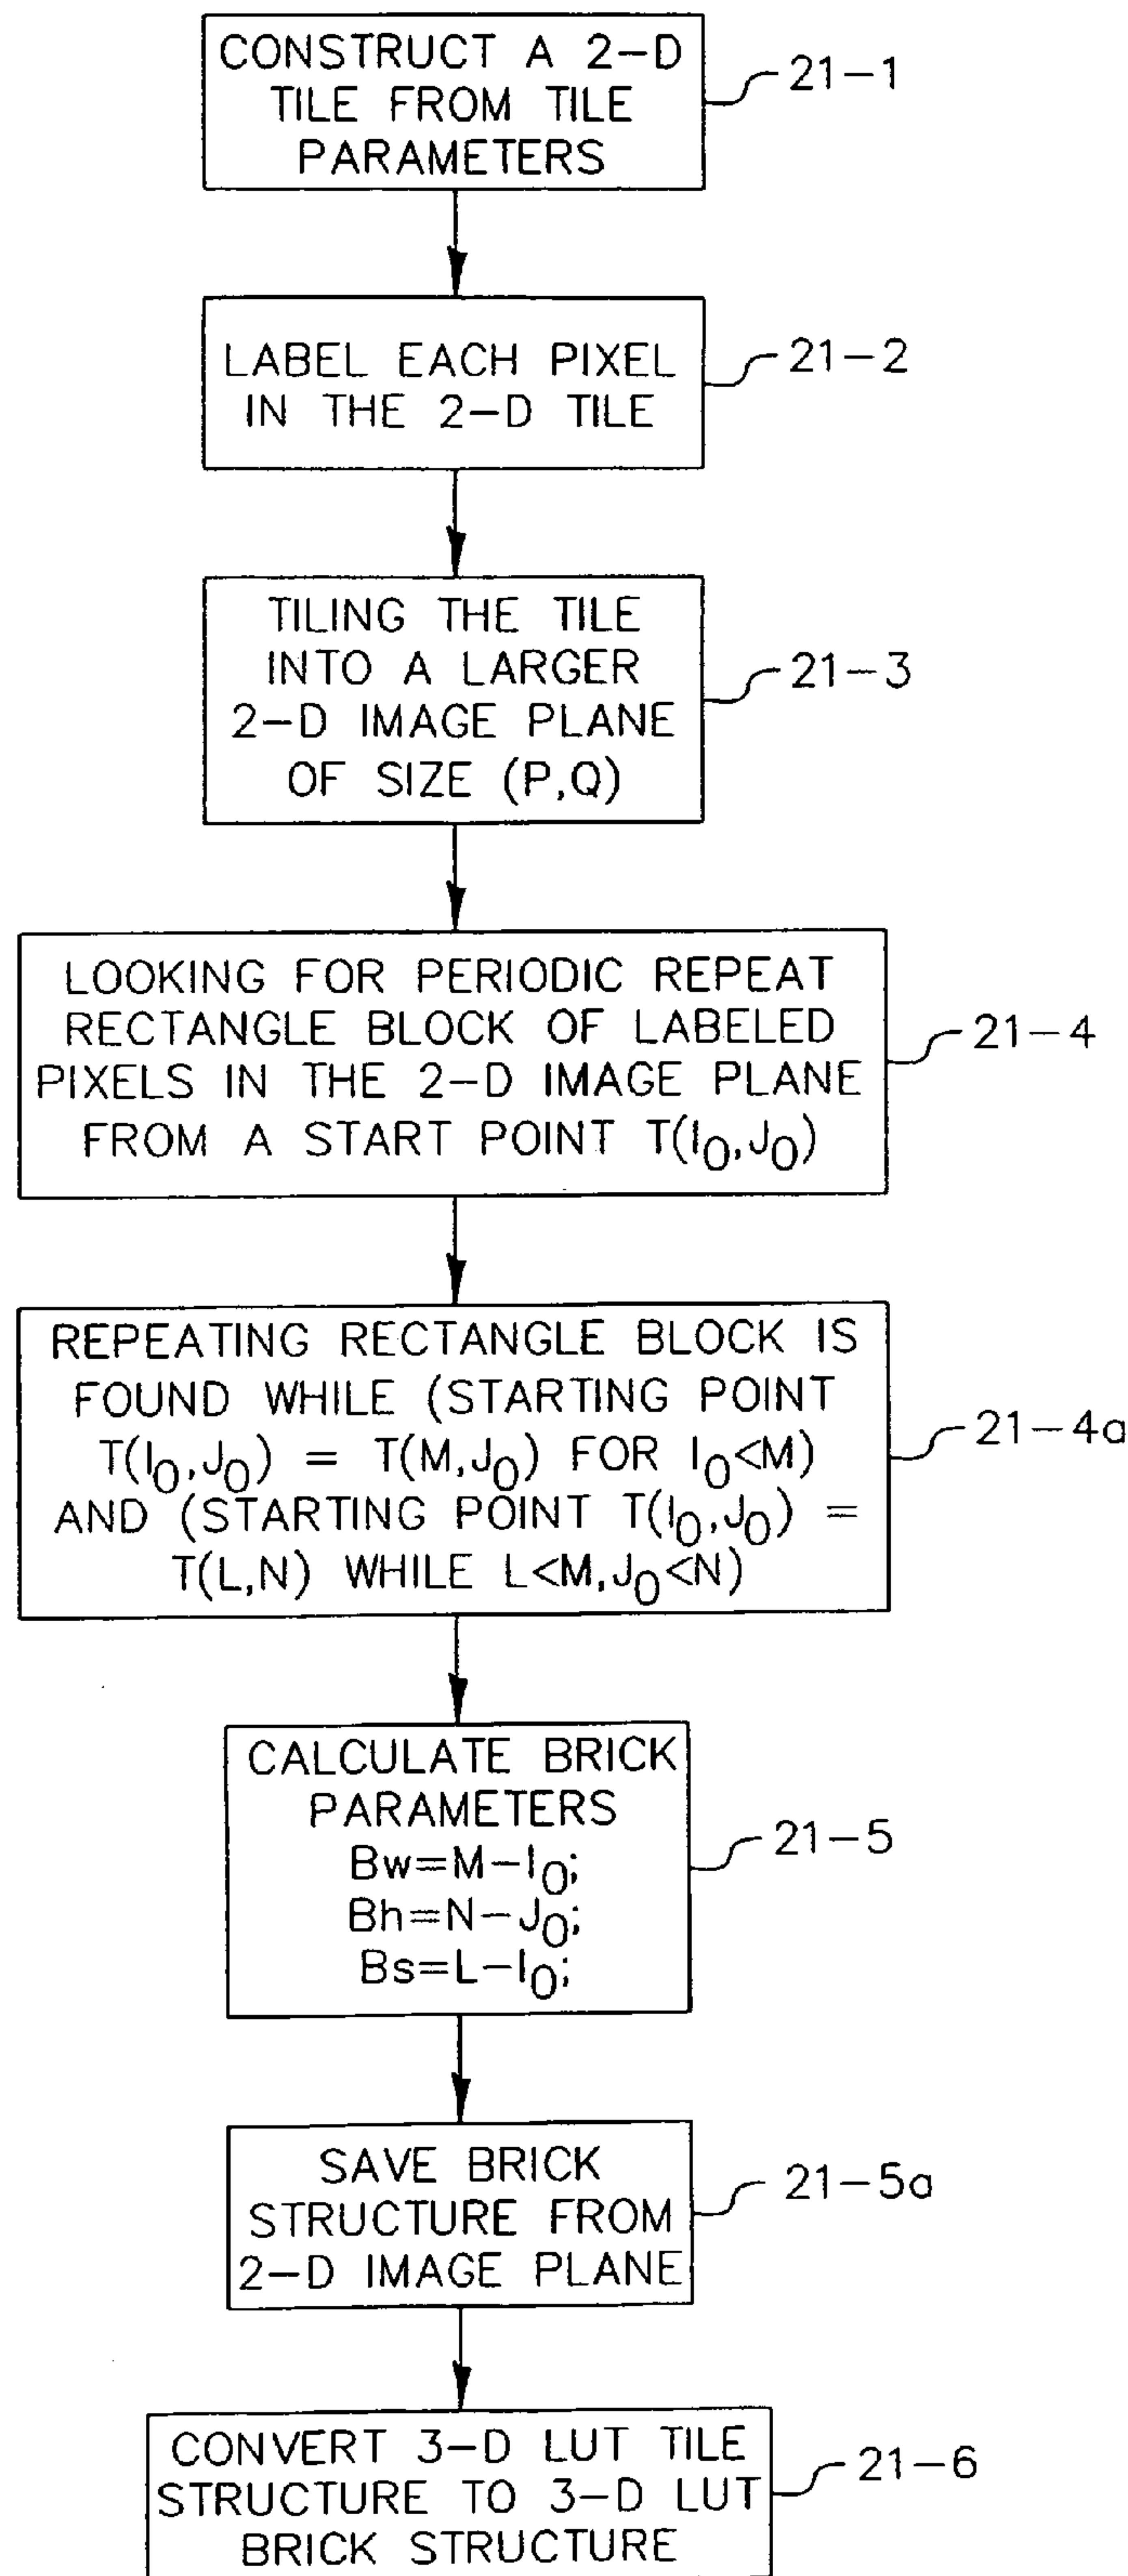 CONSTRUCT A 2-D
TILE FROM TILE
PARAMETERS
21-1
LABEL EACH PIXEL
IN THE 2-D TILE
21-2
TILING THE TILE
INTO A LARGER
2-D IMAGE PLANE
OF SIZE (P,Q)
21-3
LOOKING FOR PERIODIC REPEAT
RECTANGLE BLOCK OF LABELED
PIXELS IN THE 2-D IMAGE PLANE
FROM A START POINT T(I₀,J₀)
21-4
REPEATING RECTANGLE BLOCK IS
FOUND WHILE (STARTING POINT
T(I₀,J₀) = T(M,J₀) FOR I₀<M)
AND (STARTING POINT T(I₀,J₀) =
T(L,N) WHILE L<M,J₀<N)
21-4a
CALCULATE BRICK
PARAMETERS
Bw=M-I₀;
Bh=N-J₀;
Bs=L-I₀;
21-5
SAVE BRICK
STRUCTURE FROM
2-D IMAGE PLANE
21-5a
CONVERT 3-D LUT TILE
STRUCTURE TO 3-D LUT
BRICK STRUCTURE
21-6